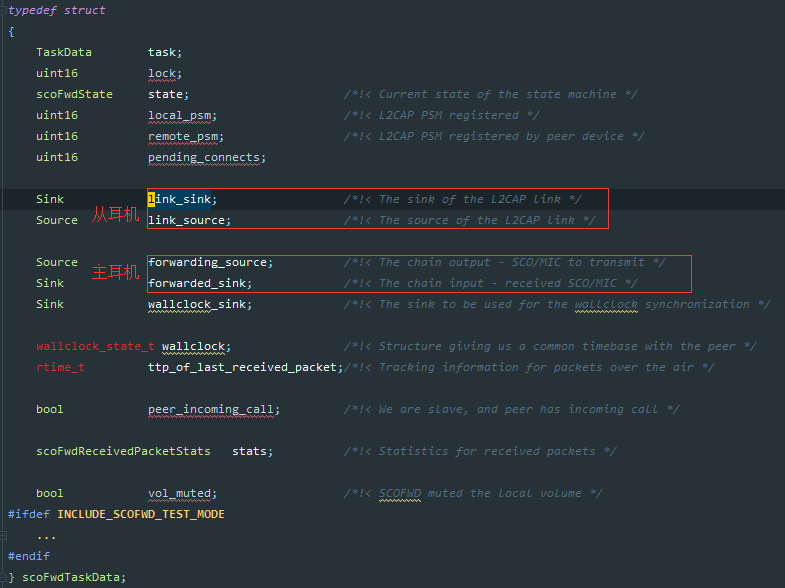 typedef struct
{
TaskData task;
uint16 lock;
scoFwdState state; /*!< Current state of the state machine */
uint16 local_psm; /*!< L2CAP PSM registered */
uint16 remote_psm; /*!< L2CAP PSM registered by peer device */
uint16 pending_connects;
Sink link_sink; /*!< The sink of the L2CAP link */
Source 从耳机 link_source; /*!< The source of the L2CAP link */
Source forwarding_source; /*!< The chain output - SCO/MIC to transmit */
Sink 主耳机 forwarded_sink; /*!< The chain input - received SCO/MIC */
Sink wallclock_sink; /*!< The sink to be used for the wallclock synchronization */
wallclock_state_t wallclock; /*!< Structure giving us a common timebase with the peer */
rtime_t ttp_of_last_received_packet;/*!< Tracking information for packets over the air */
bool peer_incoming_call; /*!< We are slave, and peer has incoming call */
scoFwdReceivedPacketStats stats; /*!< Statistics for received packets */
bool vol_muted; /*!< SCOFWD muted the local volume */
#ifdef INCLUDE_SCOFWD_TEST_MODE
...
#endif
} scoFwdTaskData;